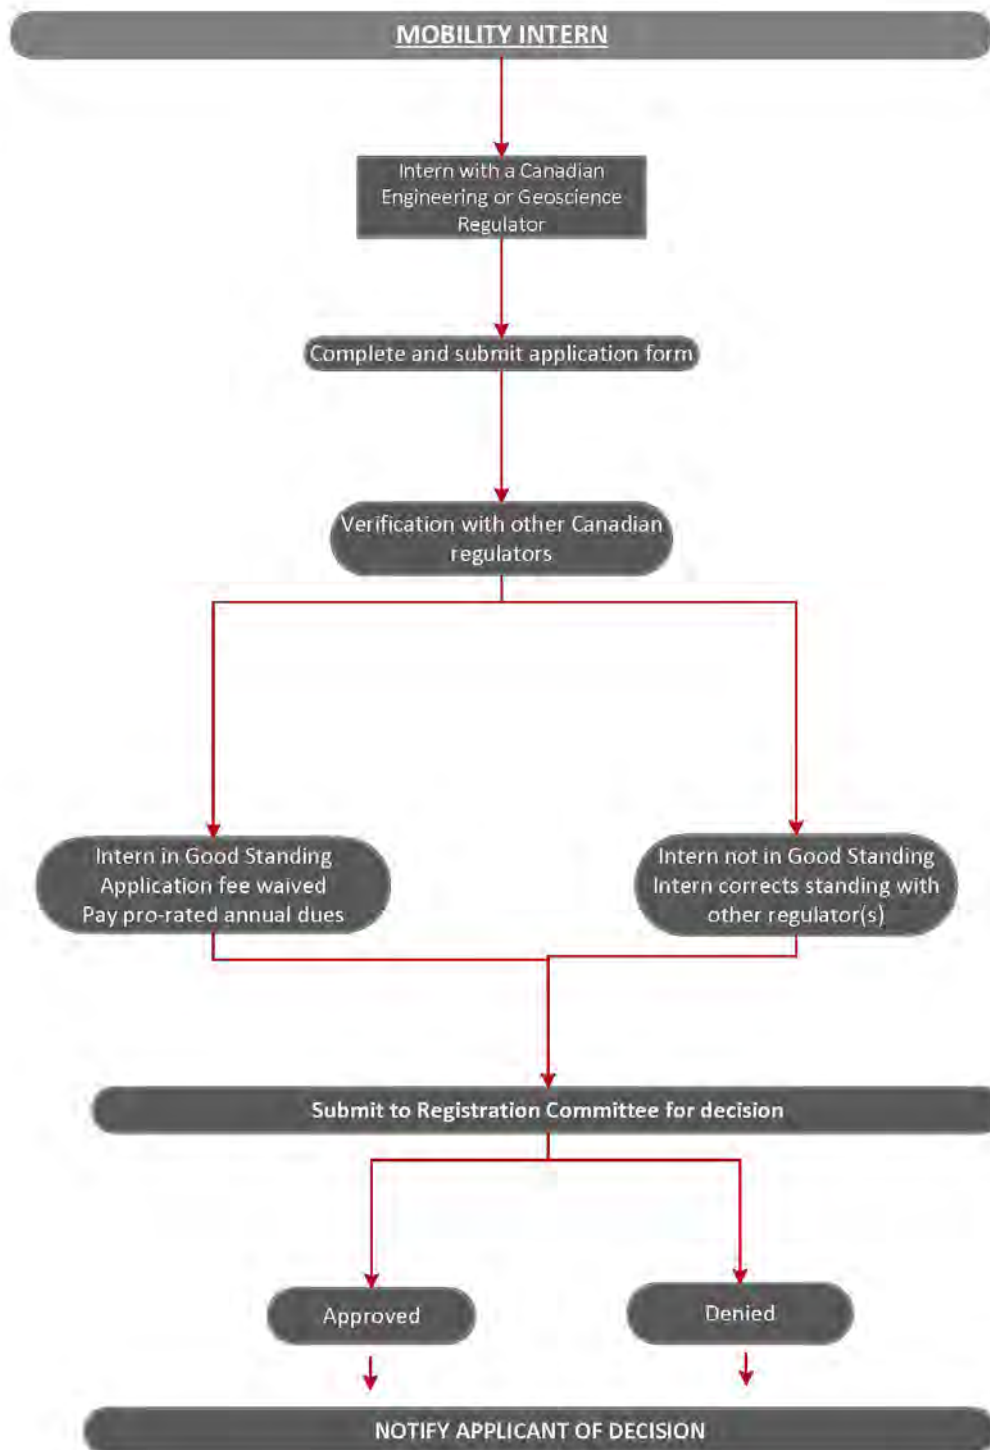 MOBILITY INTERN
Intern with a Canadian
Engineering or Geoscience
Regulator
Complete and submit application form
Verification with other Canadian
regulators
Intern in Good Standing
Application fee waived
Pay pro-rated annual dues
Intern not in Good Standing
Intern corrects standing with
other regulator(s)
Submit to Registration Committee for decision
Approved
Denied
NOTIFY APPLICANT OF DECISION